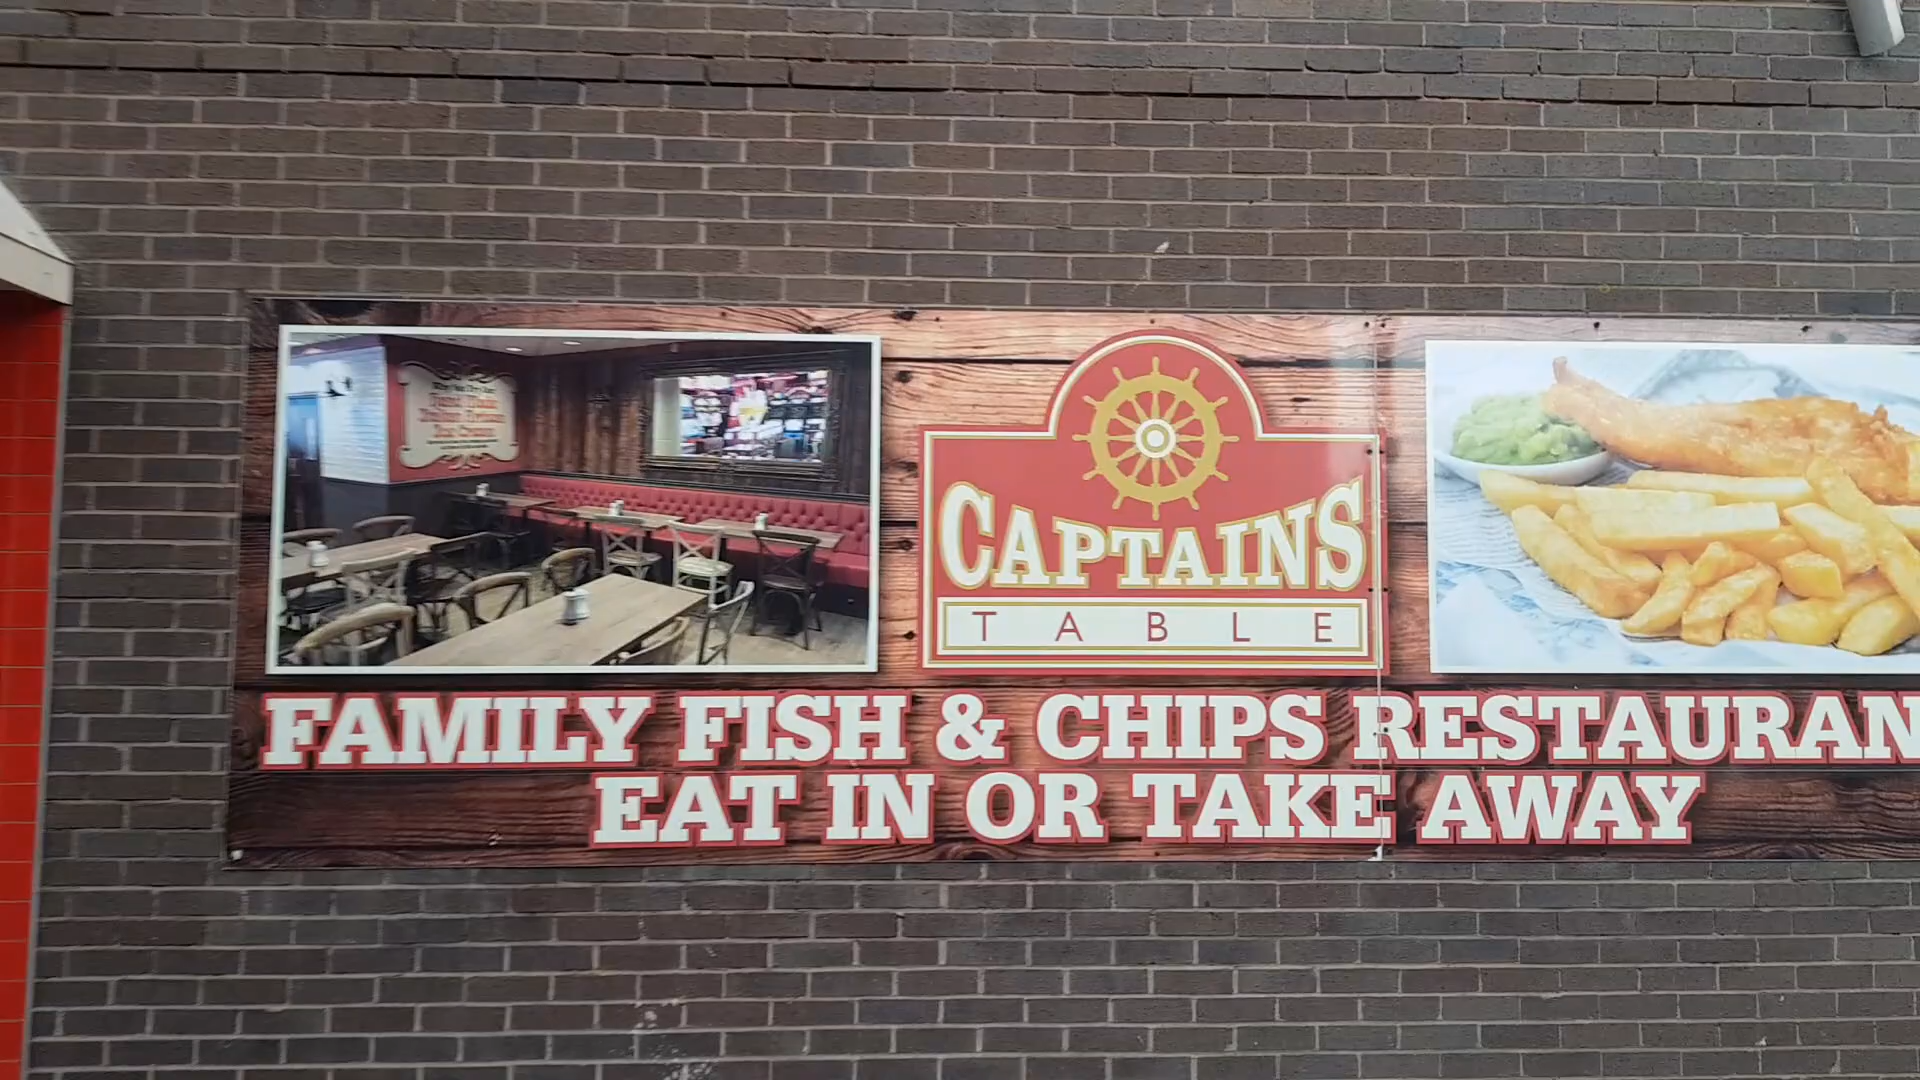 CAPTAINS
TABLE
FAMILY FISH & CHIPS RESTAURAN
EAT IN OR TAKE AWAY